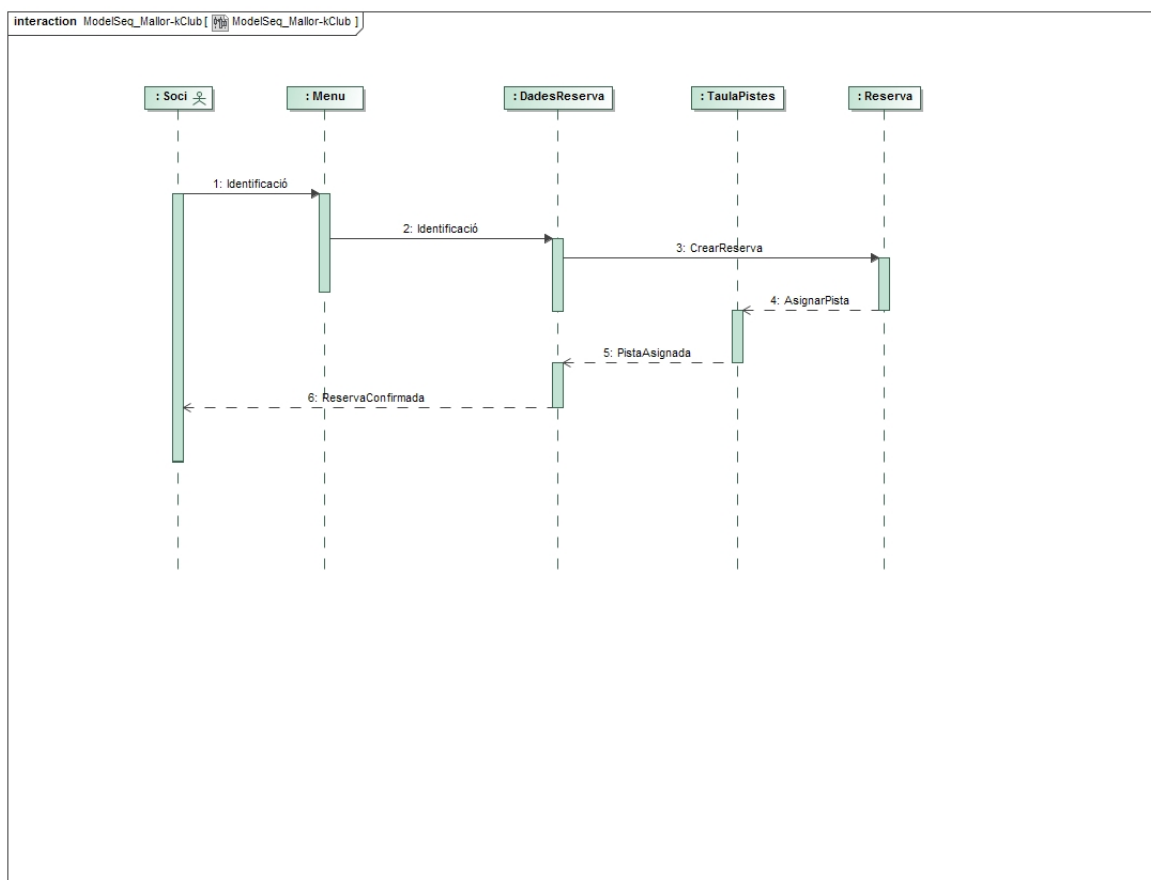 interaction ModelSeq_Mallor-kClub [ ModelSeq_Mallor-kClub ]
: Soci
: Menu
: DadesReserva
: TaulaPistes
: Reserva
1: Identificació
2: Identificació
3: CrearReserva
4: AsignarPista
5: PistaAsignada
6: ReservaConfirmada